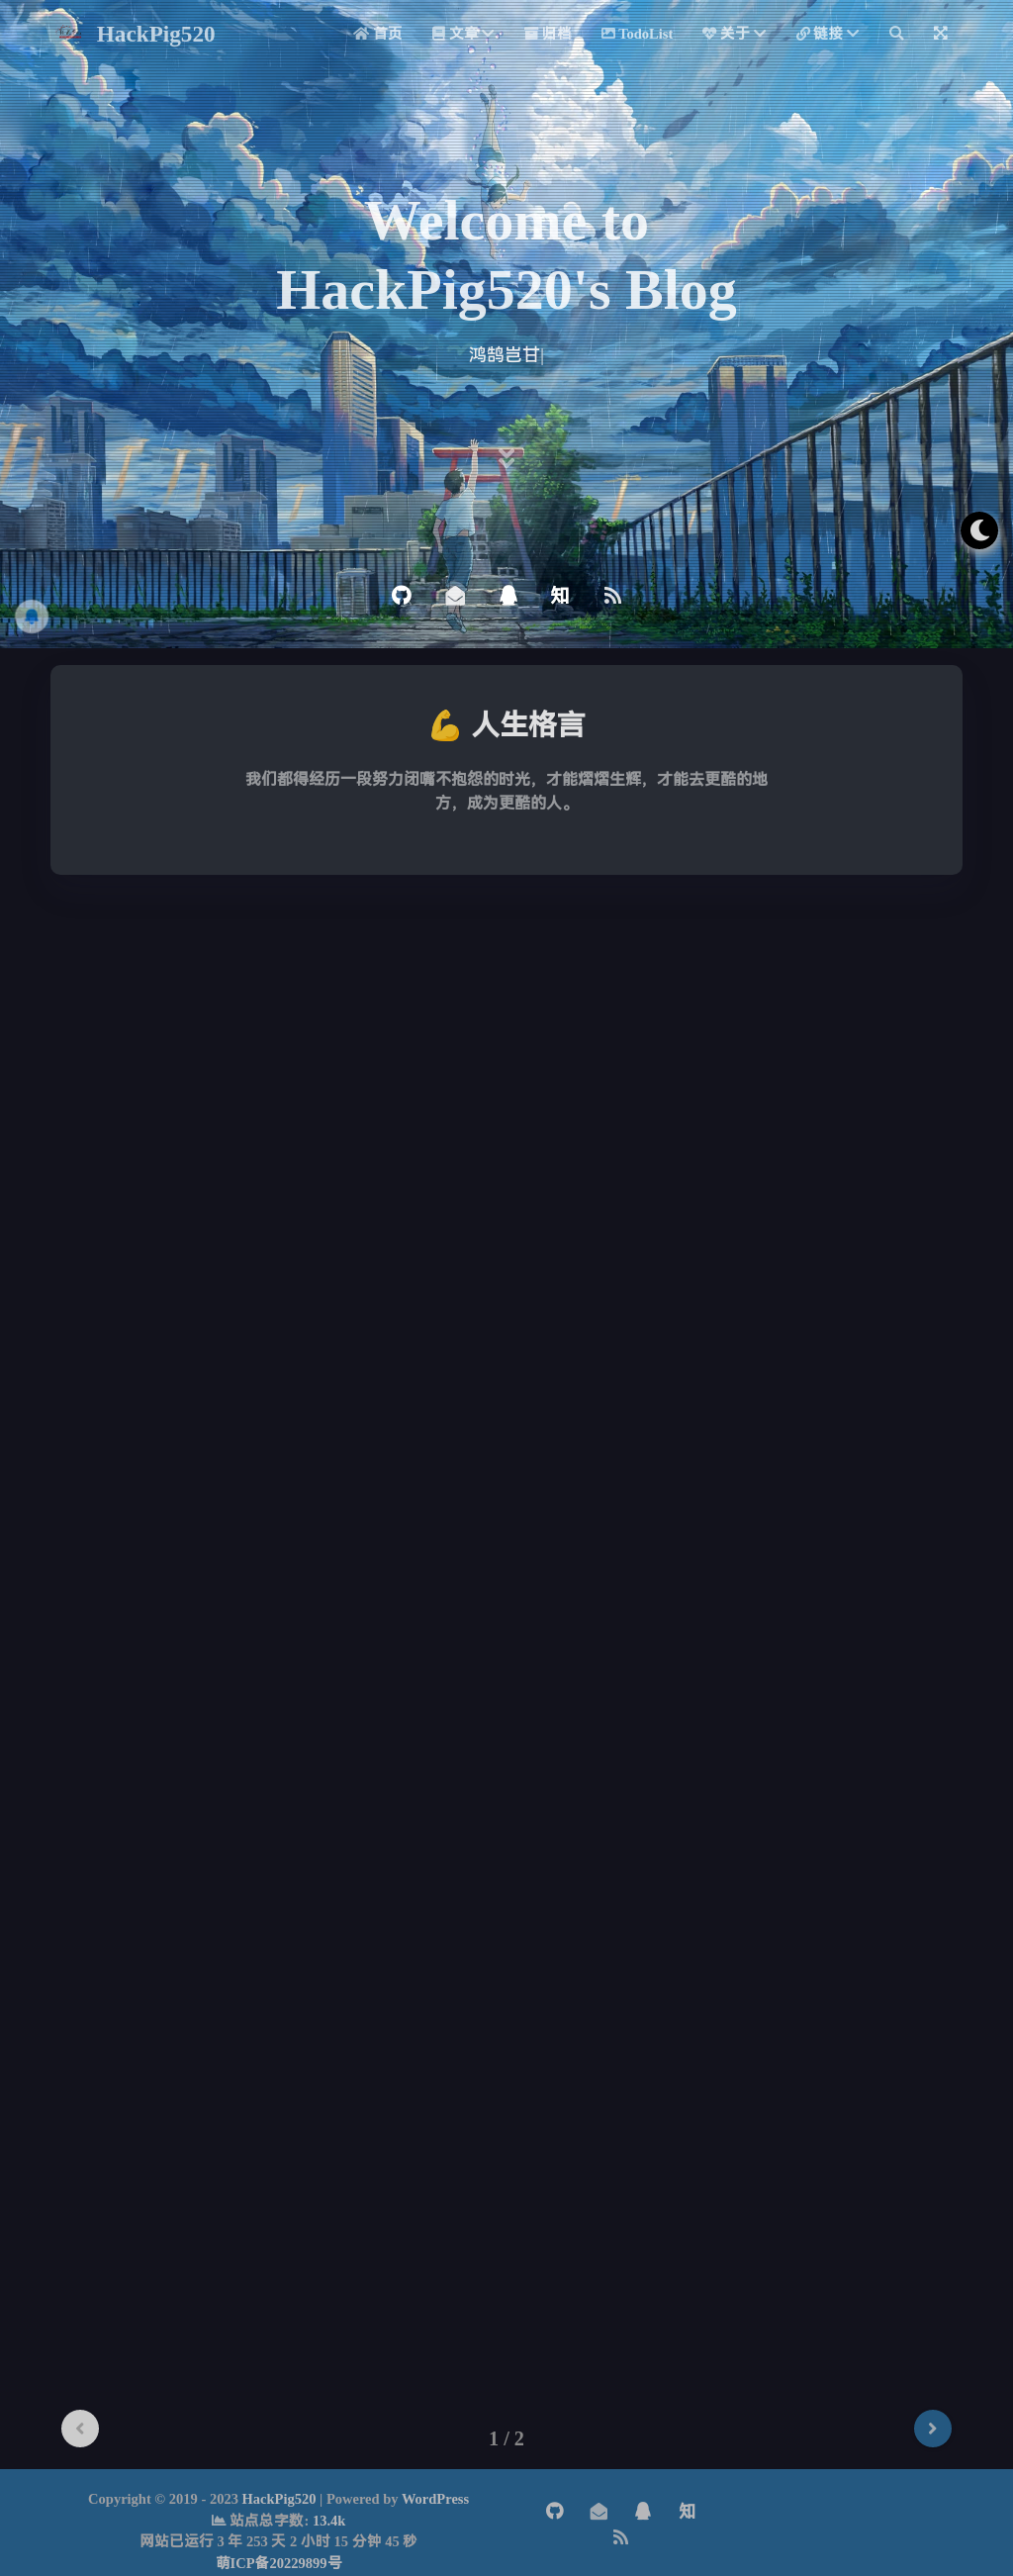 HackPig520
首页 文章 归档 TodoList 关于 链接
Welcome to
HackPig520's Blog
鸿鹄岂甘|
知
💪 人生格言
我们都得经历一段努力闭嘴不抱怨的时光，才能熠熠生辉，才能去更酷的地
方，成为更酷的人。
1 / 2
Copyright © 2019 - 2023 HackPig520 | Powered by WordPress
站点总字数: 13.4k
网站已运行 3 年 253 天 2 小时 15 分钟 45 秒
萌ICP备20229899号
知